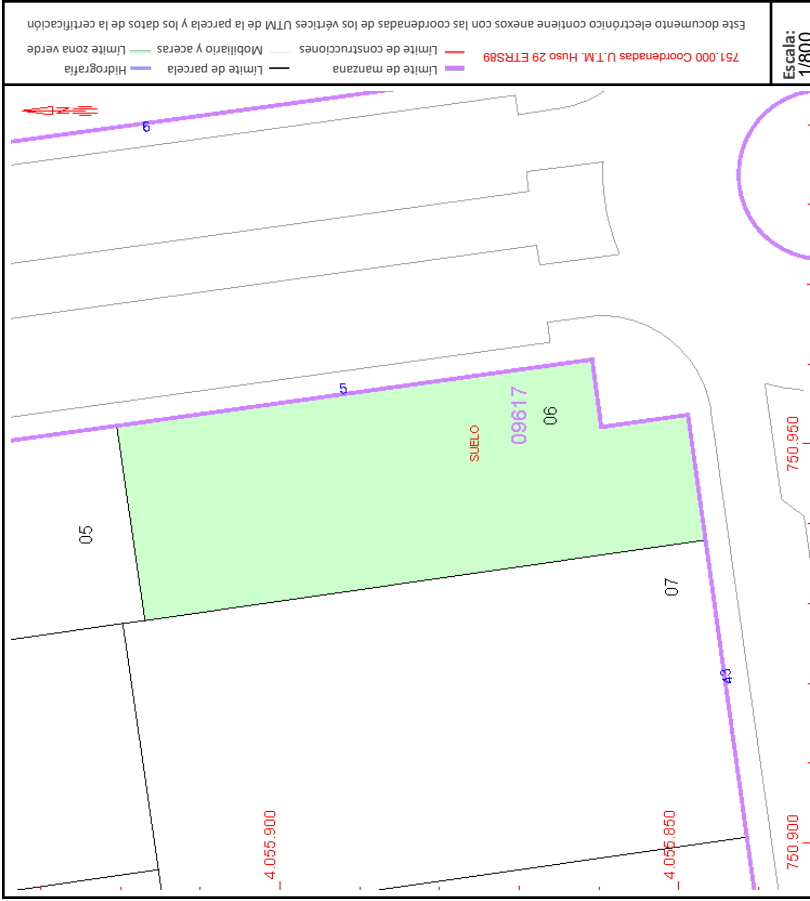 Este documento electrónico contiene anexos con las coordenadas de los vértices UTM de la parcela y los datos de la certificación
751.000 Coordenadas U.T.M. Huso 29 ETRS89
Límite de manzana
Límite de construcciones
Límite de parcela
Mobiliario y aceras
Hidrografía
Límite zona verde
Escala:
1/800
N
6
5
SUELO
09617
06
05
07
43
750.950
750.900
4.055.900
4.055.850